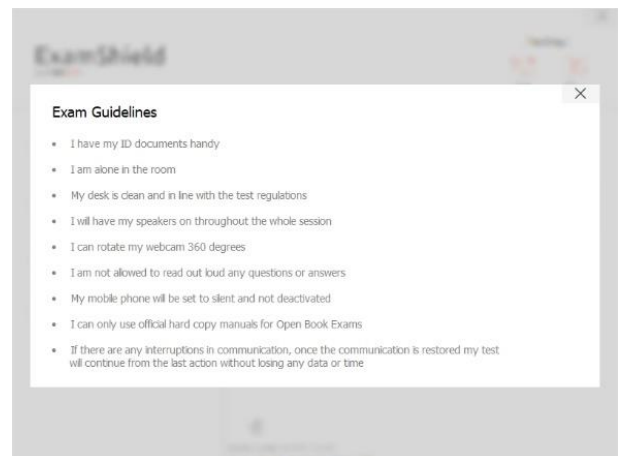 ExamShield
Exam Guidelines
• I have my ID documents handy
• I am alone in the room
• My desk is clean and in line with the test regulations
• I will have my speakers on throughout the whole session
• I can rotate my webcam 360 degrees
• I am not allowed to read out loud any questions or answers
• My mobile phone will be set to silent and not deactivated
• I can only use official hard copy manuals for Open Book Exams
• If there are any interruptions in communication, once the communication is restored my test
will continue from the last action without losing any data or time